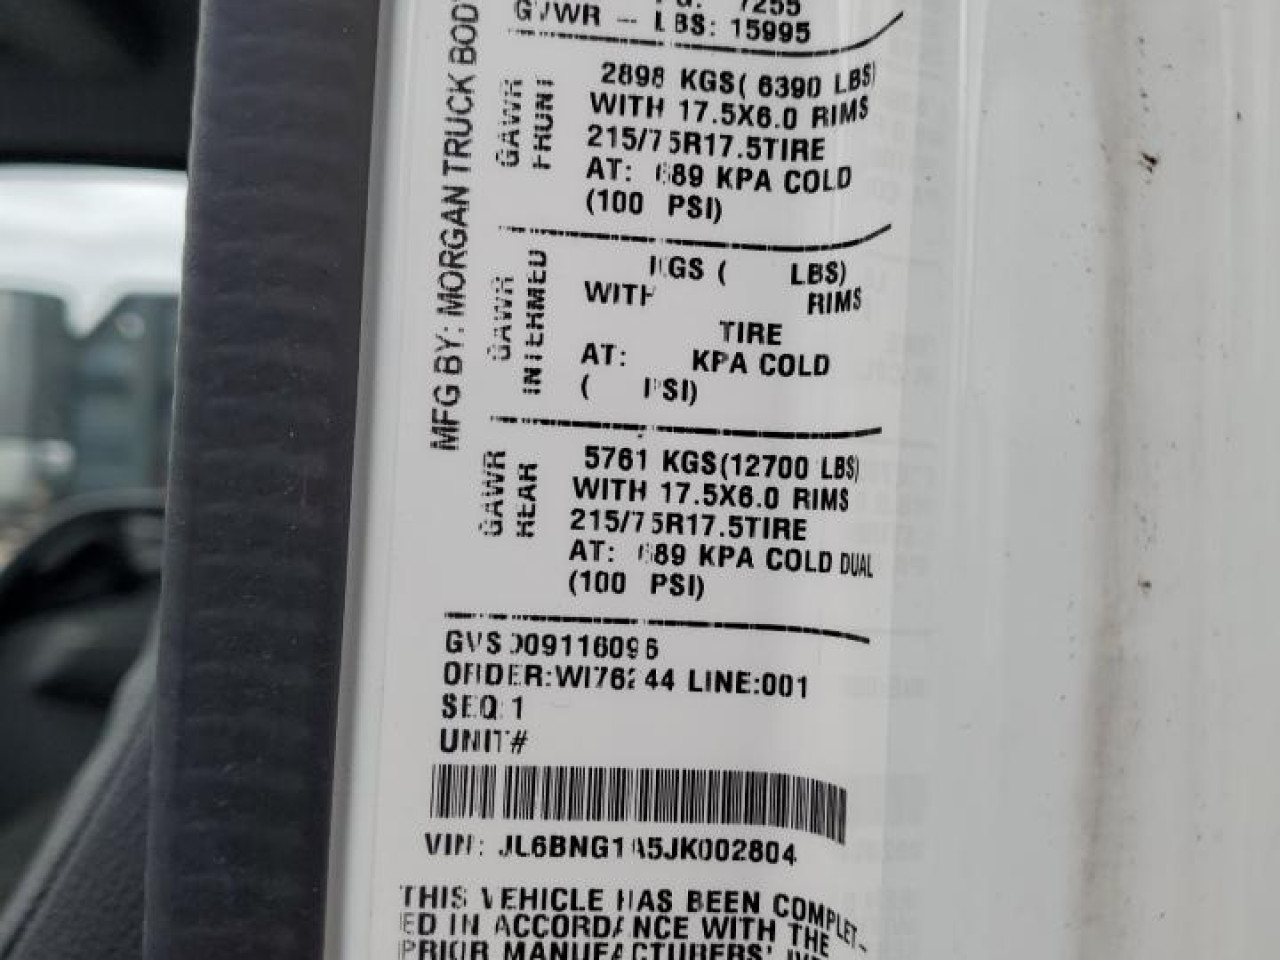 7255
GVWR - LBS: 15995
MFG BY: MORGAN TRUCK BODY
GAWR FRONT
2898 KGS( 6390 LBS)
WITH 17.5X6.0 RIMS
215/75R17.5TIRE
AT: 689 KPA COLD
(100 PSI)
GAWR INTERMED
KGS ( LBS)
WITH RIMS
TIRE
AT: KPA COLD
( PSI)
GAWR REAR
5761 KGS(12700 LBS)
WITH 17.5X6.0 RIMS
215/75R17.5TIRE
AT: 689 KPA COLD DUAL
(100 PSI)
GVSO09116096
ORDER:WI76244 LINE:001
SEQ:1
UNIT#
VIN: JL6BNG1A5JK002804
THIS VEHICLE HAS BEEN COMPLET-
ED IN ACCORDANCE WITH THE
PRIOR MANUFACTURERS'